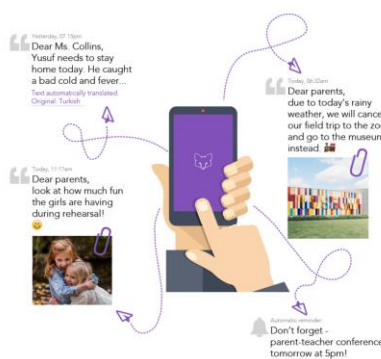 Yesterday, 07:15pm
Dear Ms. Collins,
Yusuf needs to stay
home today. He caught
a bad cold and fever...
Text automatically translated
Original: Turkish
Today, 06:32am
Dear parents,
due to today's rainy
weather, we will cance
our field trip to the zo
and go to the museun
instead.
Today, 11:17am
Dear parents,
look at how much fun
the girls are having
during rehearsal!
Automatic reminder:
Don't forget -
parent-teacher conference
tomorrow at 5pm!